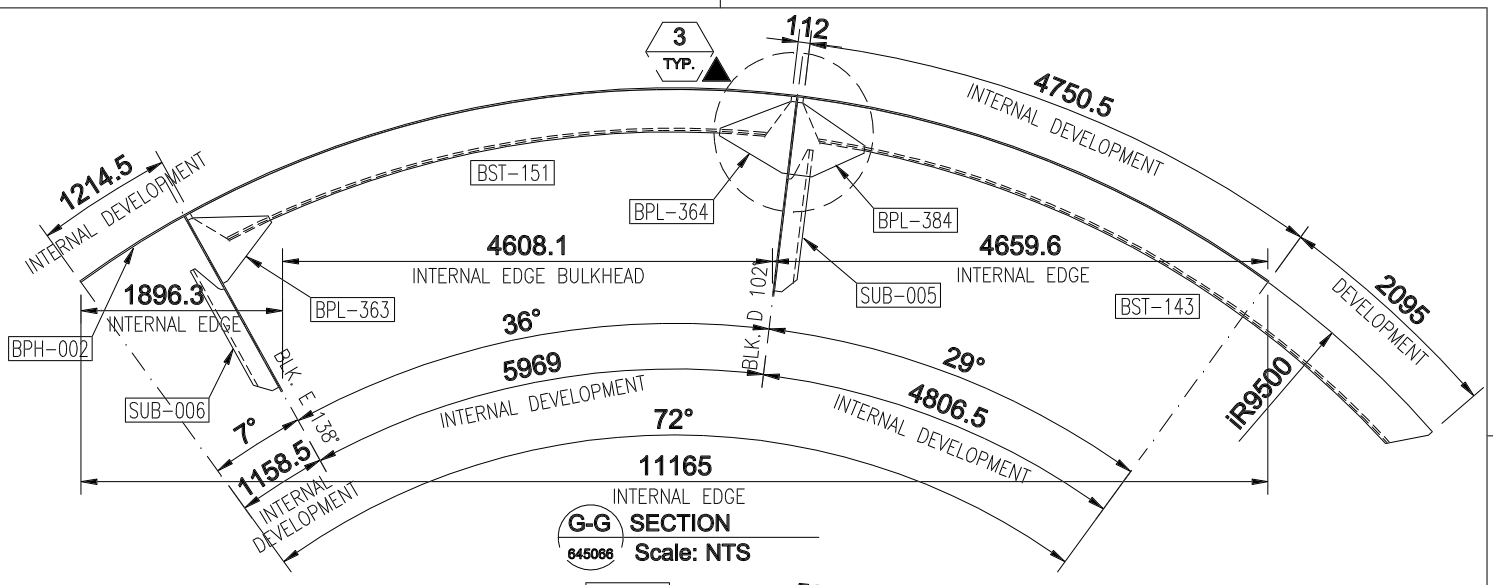 112
3
TYP.
4750.5
INTERNAL DEVELOPMENT
1214.5
INTERNAL DEVELOPMENT
BST-151
BPL-364
BPL-384
4608.1
INTERNAL EDGE BULKHEAD
4659.6
INTERNAL EDGE
2095
DEVELOPMENT
1896.3
INTERNAL EDGE
BPL-363
SUB-005
BST-143
BPH-002
BLK. D 102°
36°
29°
BLK. E 138°
5969
INTERNAL DEVELOPMENT
4806.5
INTERNAL DEVELOPMENT
iR9500
SUB-006
7°
72°
1158.5
INTERNAL
DEVELOPMENT
11165
INTERNAL EDGE
G-G SECTION
645066 Scale: NTS